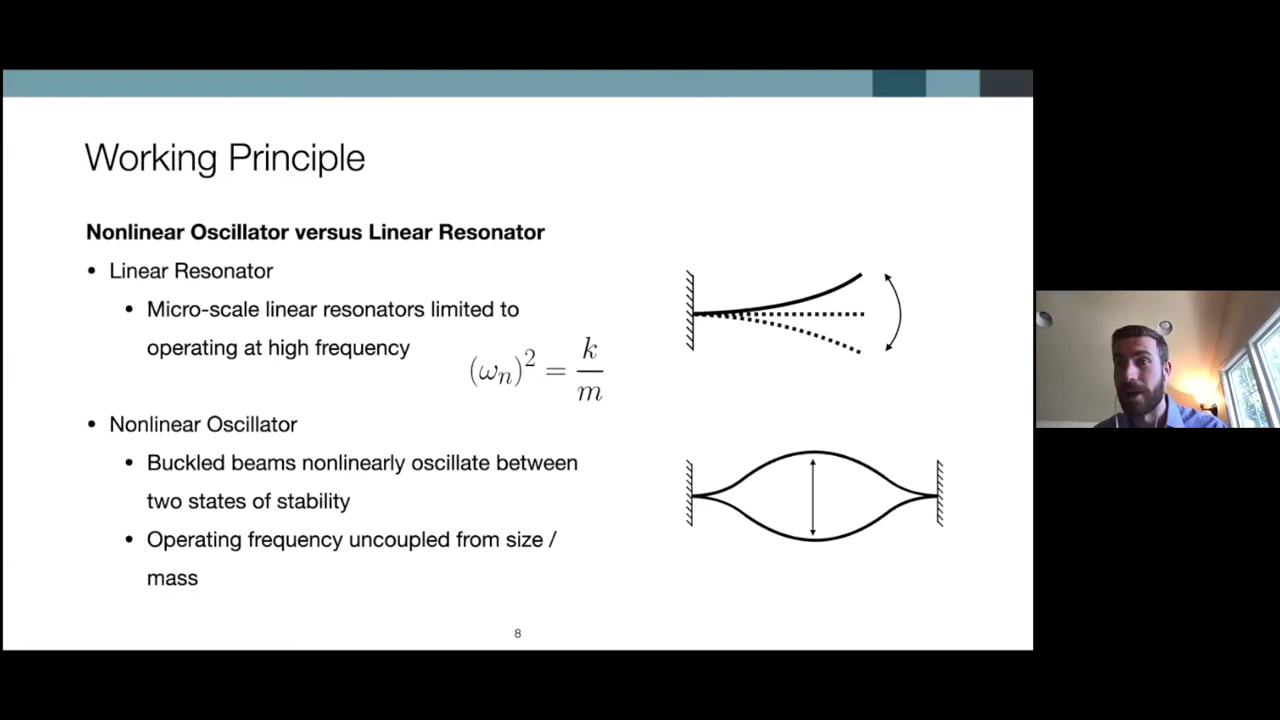 Working Principle
Nonlinear Oscillator versus Linear Resonator
• Linear Resonator
• Micro-scale linear resonators limited to
operating at high frequency
(ωₙ)² = k/m
• Nonlinear Oscillator
• Buckled beams nonlinearly oscillate between
two states of stability
• Operating frequency uncoupled from size /
mass
8